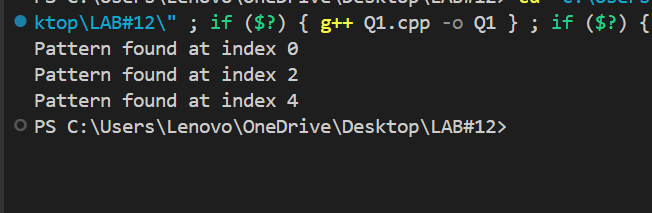 ktop\LAB#12\" ; if ($?) { g++ Q1.cpp -o Q1 } ; if ($?) {
Pattern found at index 0
Pattern found at index 2
Pattern found at index 4
PS C:\Users\Lenovo\OneDrive\Desktop\LAB#12>